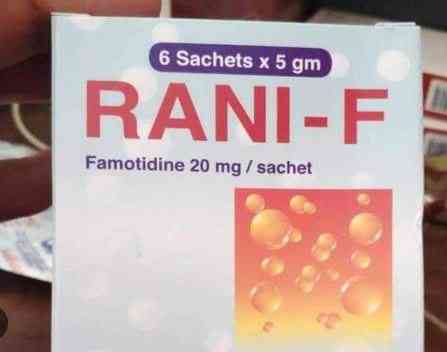 6 Sachets x 5 gm
RANI-F
Famotidine 20 mg / sachet